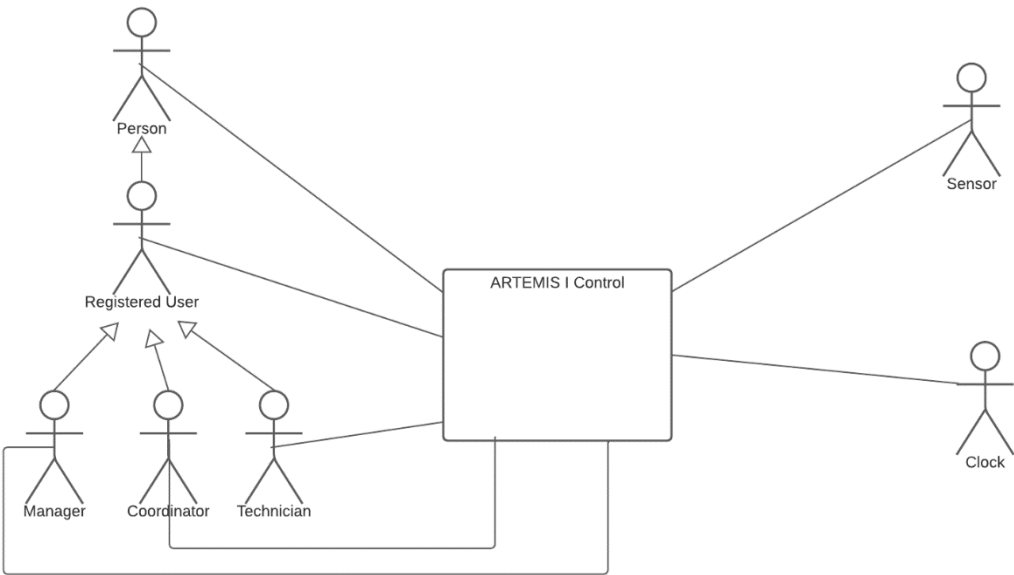 Person
Sensor
ARTEMIS I Control
Registered User
Clock
Manager
Coordinator
Technician